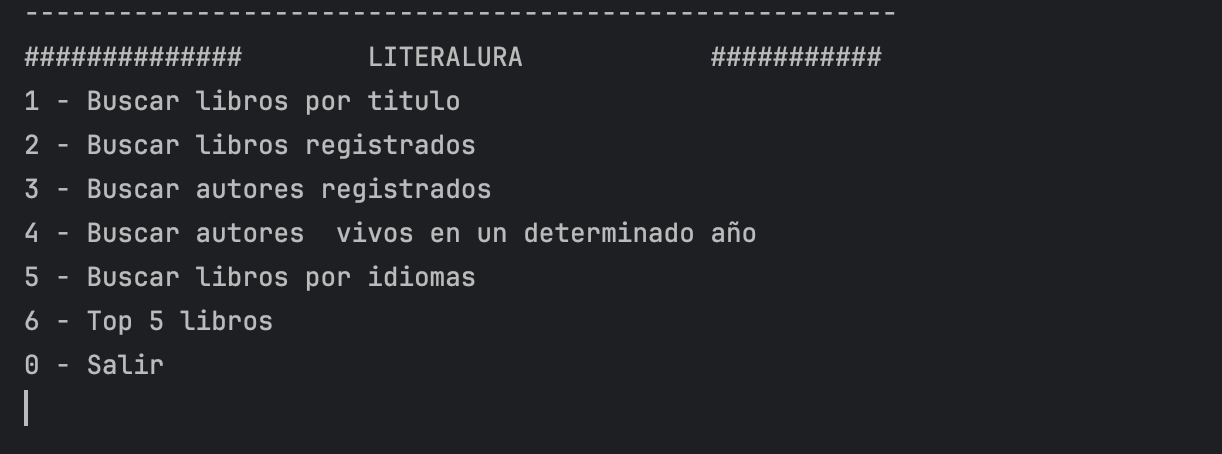 --------------------------------------------------------
##############        LITERALURA            ###########
1 - Buscar libros por titulo
2 - Buscar libros registrados
3 - Buscar autores registrados
4 - Buscar autores  vivos en un determinado año
5 - Buscar libros por idiomas
6 - Top 5 libros
0 - Salir